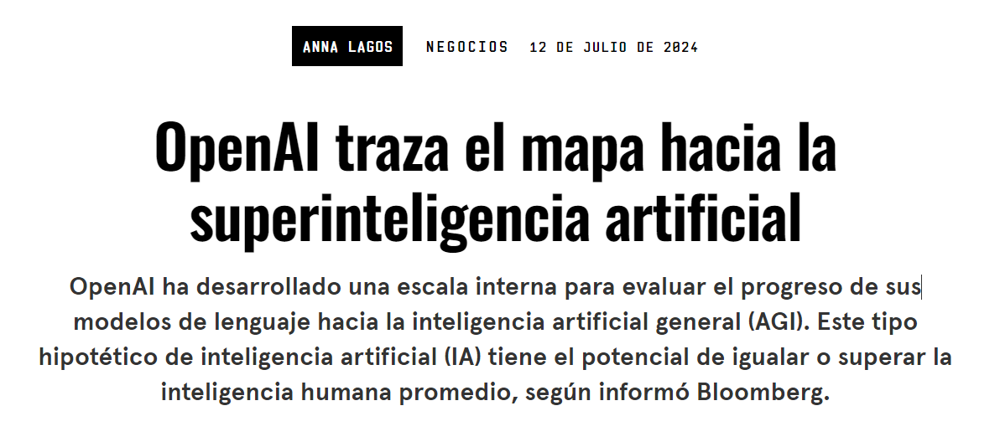 ANNA LAGOS NEGOCIOS 12 DE JULIO DE 2024
OpenAI traza el mapa hacia la
superinteligencia artificial
OpenAI ha desarrollado una escala interna para evaluar el progreso de sus
modelos de lenguaje hacia la inteligencia artificial general (AGI). Este tipo
hipotético de inteligencia artificial (IA) tiene el potencial de igualar o superar la
inteligencia humana promedio, según informó Bloomberg.